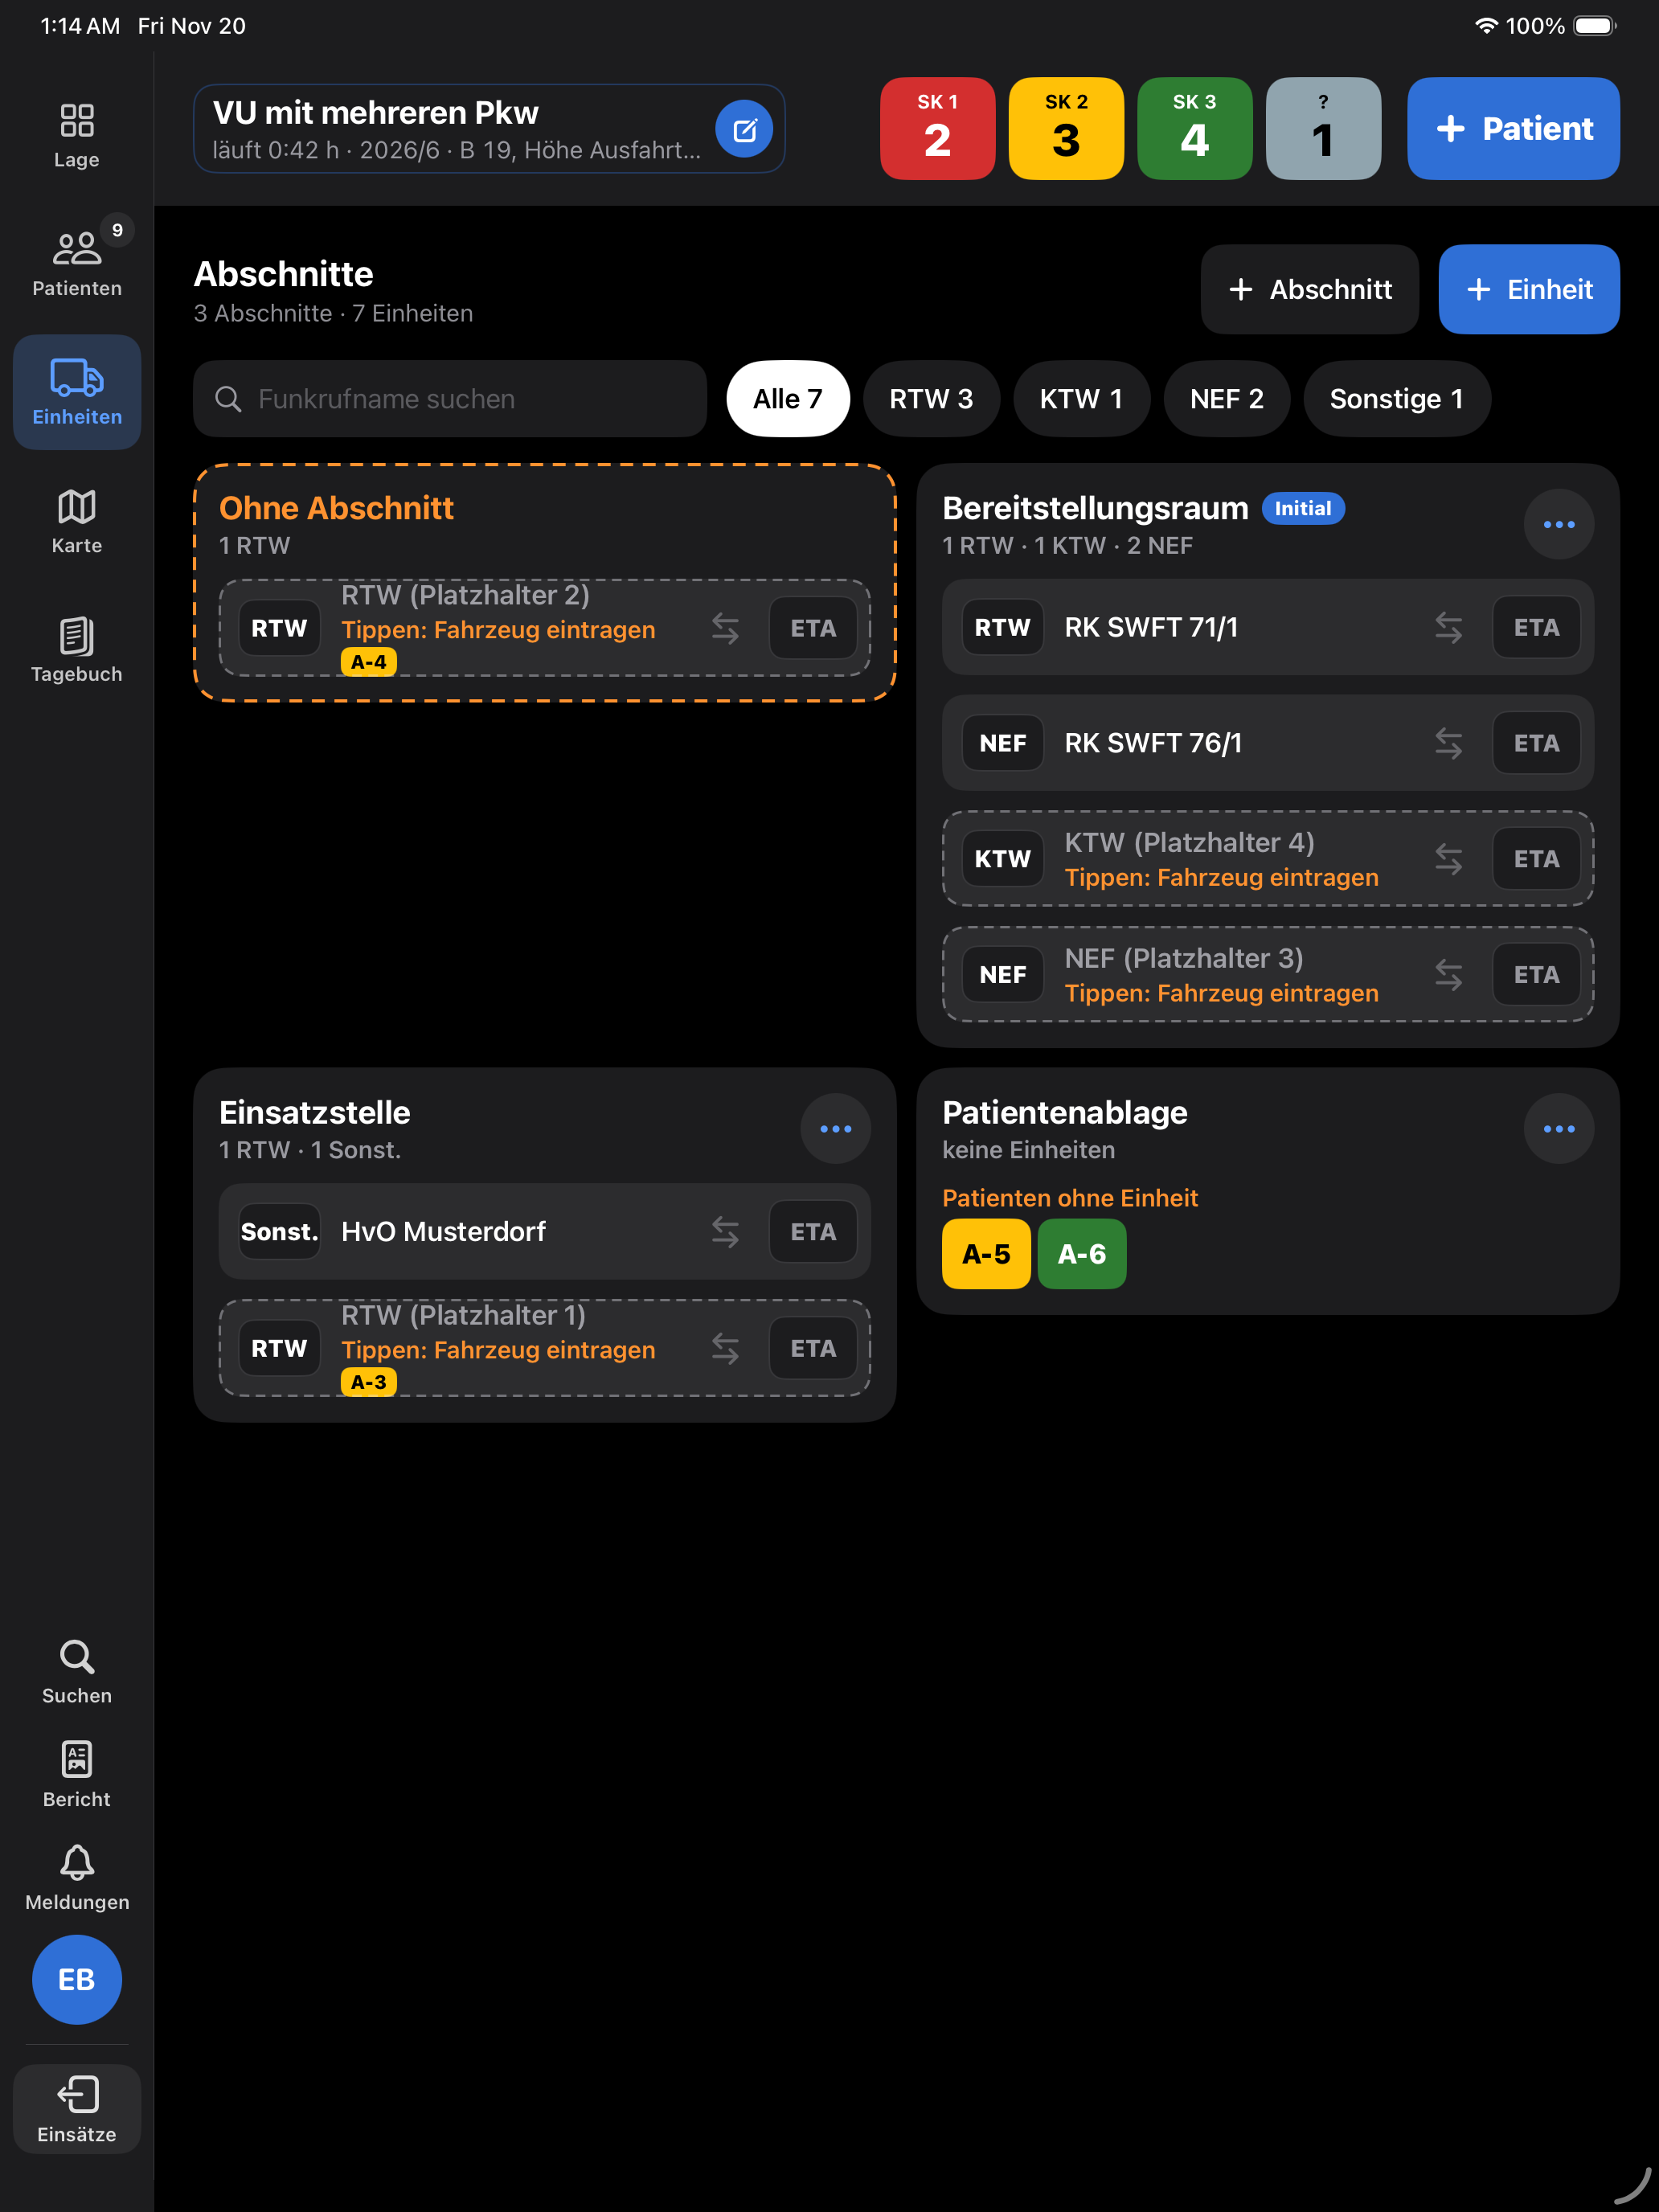 1:14 AM Fri Nov 20
100%
Lage
9
Patienten
Einheiten
Karte
Tagebuch
Suchen
Bericht
Meldungen
EB
Einsätze
VU mit mehreren Pkw
läuft 0:42 h · 2026/6 · B 19, Höhe Ausfahrt...
SK 1
2
SK 2
3
SK 3
4
?
1
+ Patient
Abschnitte
3 Abschnitte · 7 Einheiten
+ Abschnitt
+ Einheit
Funkrufname suchen
Alle 7
RTW 3
KTW 1
NEF 2
Sonstige 1
Ohne Abschnitt
1 RTW
RTW
RTW (Platzhalter 2)
Tippen: Fahrzeug eintragen
A-4
ETA
Bereitstellungsraum Initial
1 RTW · 1 KTW · 2 NEF
RTW RK SWFT 71/1 ETA
NEF RK SWFT 76/1 ETA
KTW
KTW (Platzhalter 4)
Tippen: Fahrzeug eintragen
ETA
NEF
NEF (Platzhalter 3)
Tippen: Fahrzeug eintragen
ETA
Einsatzstelle
1 RTW · 1 Sonst.
Sonst. HvO Musterdorf ETA
RTW
RTW (Platzhalter 1)
Tippen: Fahrzeug eintragen
A-3
ETA
Patientenablage
keine Einheiten
Patienten ohne Einheit
A-5 A-6